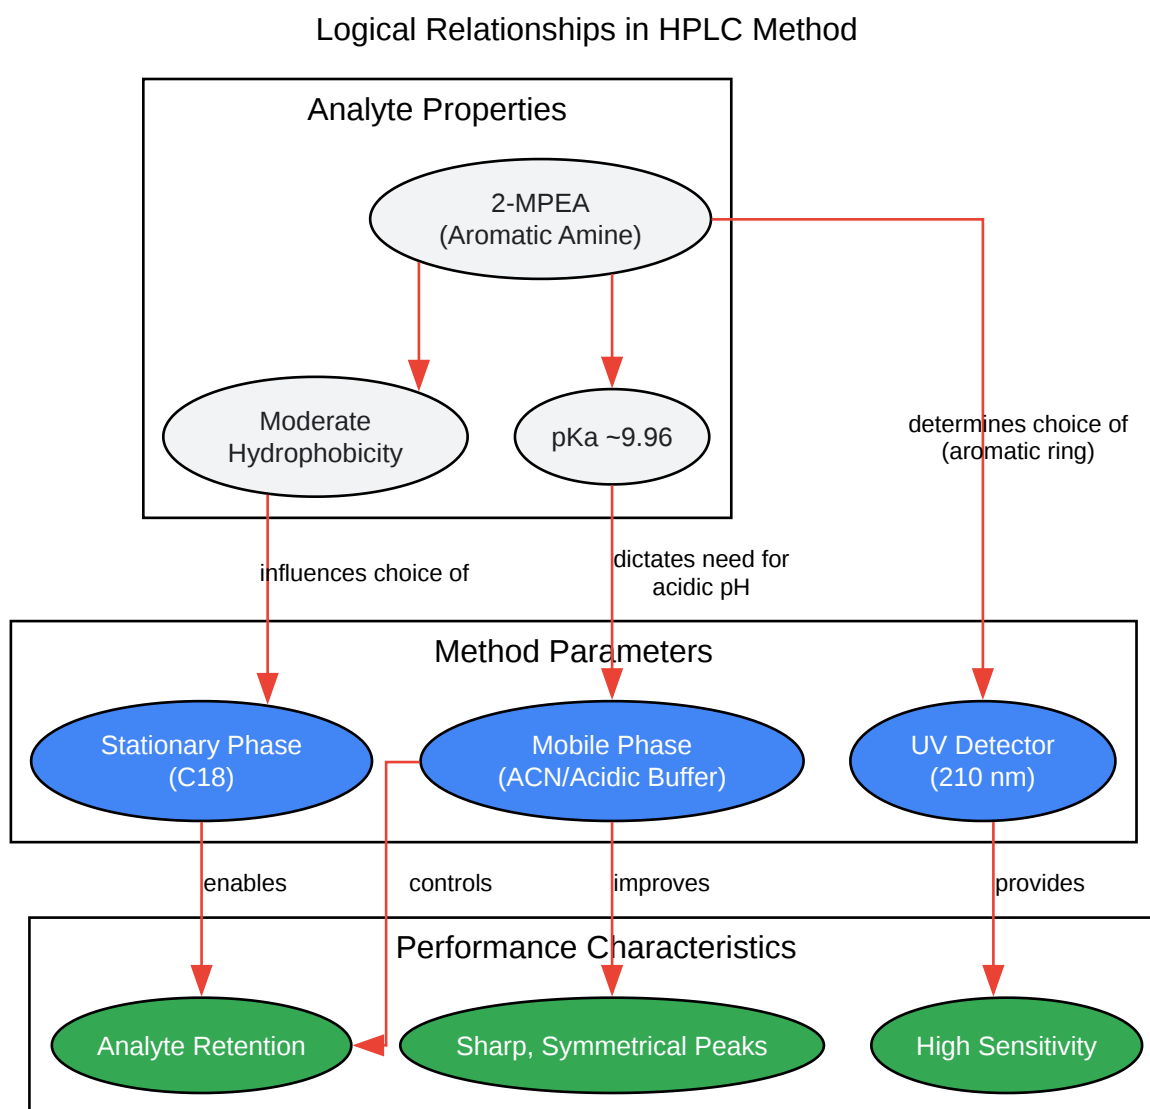 Logical Relationships in HPLC Method
Analyte Properties
2-MPEA
(Aromatic Amine)
Moderate
Hydrophobicity
pKa ~9.96
determines choice of
(aromatic ring)
influences choice of
dictates need for
acidic pH
Method Parameters
Stationary Phase
(C18)
Mobile Phase
(ACN/Acidic Buffer)
UV Detector
(210 nm)
enables
controls
improves
provides
Performance Characteristics
Analyte Retention
Sharp, Symmetrical Peaks
High Sensitivity